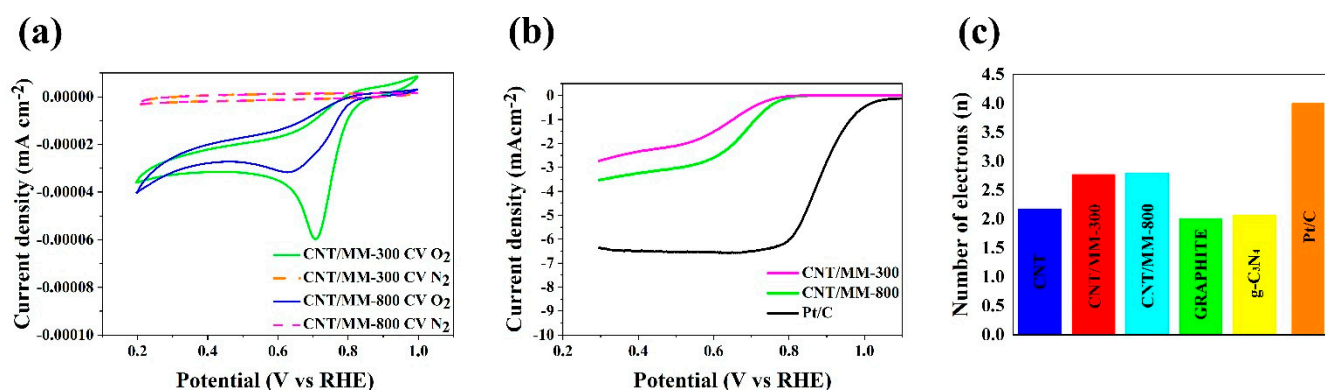 (a)
Current density (mA cm⁻²)
0.00000
-0.00002
-0.00004
-0.00006
-0.00008
-0.00010
CNT/MM-300 CV O₂
CNT/MM-300 CV N₂
CNT/MM-800 CV O₂
CNT/MM-800 CV N₂
0.2 0.4 0.6 0.8 1.0
Potential (V vs RHE)
(b)
Current density (mAcm⁻²)
1
0
-1
-2
-3
-4
-5
-6
-7
-8
-9
-10
CNT/MM-300
CNT/MM-800
Pt/C
0.2 0.4 0.6 0.8 1.0
Potential (V vs RHE)
(c)
Number of electrons (n)
4.5
4.0
3.5
3.0
2.5
2.0
1.5
1.0
0.5
0.0
CNT
CNT/MM-300
CNT/MM-800
GRAPHITE
g-C₃N₄
Pt/C